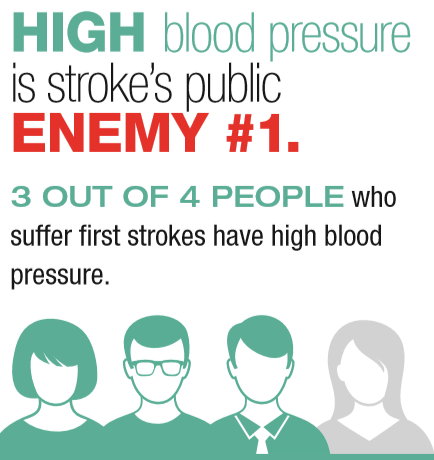 HIGH blood pressure
is stroke's public
ENEMY #1.
3 OUT OF 4 PEOPLE who
suffer first strokes have high blood
pressure.